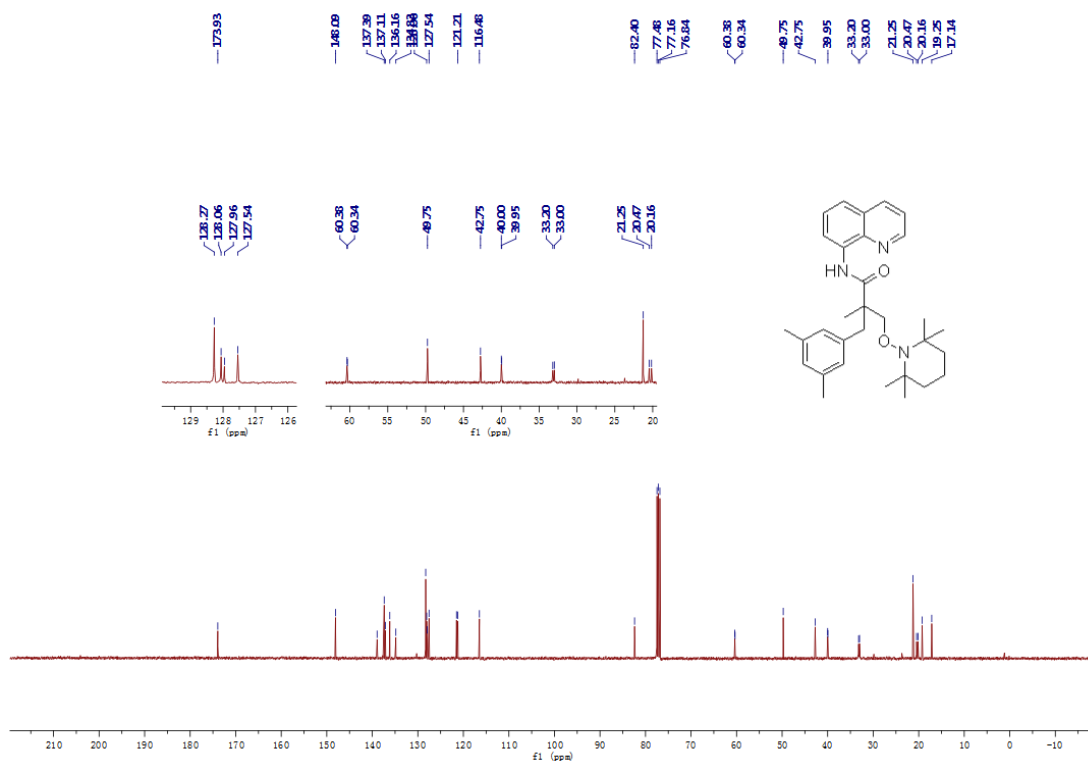 173.93 148.09 137.39 137.11 136.16 134.82 127.54 121.21 116.48 82.40 77.48 77.16 76.84 60.38 60.34 49.75 42.75 39.95 33.20 33.00 21.25 20.47 20.16 19.25 17.14
128.27 128.06 127.96 127.54 60.38 60.34 49.75 42.75 40.00 39.95 33.20 33.00 21.25 20.47 20.16
N
HN O
O
N
129 128 127 126 60 55 50 45 40 35 30 25 20
f1 (ppm) f1 (ppm)
210 200 190 180 170 160 150 140 130 120 110 100 90 80 70 60 50 40 30 20 10 0 -10
f1 (ppm)